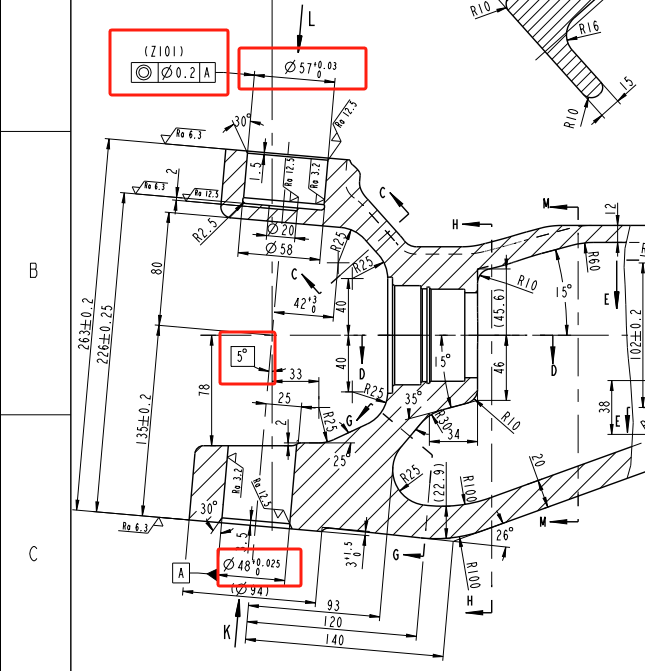 L
R10
(Z101)
◎ Ø0.2 A
Ø57 +0.03 0
R16
15
R10
30°
Ra 12.5
Ra 6.3
1.5
Ra 12.5
Ra 3.2
2
Ra 6.3
Ra 12.5
C
H
M
12
R2.5
Ø20
Ø58
R25
R25
R10
R60
B
80
C
42 +3 0
40
(45.6)
15°
E
263±0.2
226±0.25
135±0.2
5°
40
D
15°
46
D
102±0.2
78
33
25
R25
G
35°
R30
R10
38
E
2
R25
25°
34
Ra 3.2
Ra 12.5
R25
(22.9)
R100
20
30°
M
C
Ra 6.3
3.5
3 +1.5 0
G
26°
A
Ø48 +0.025 0
(Ø94)
R100
H
93
K
120
140